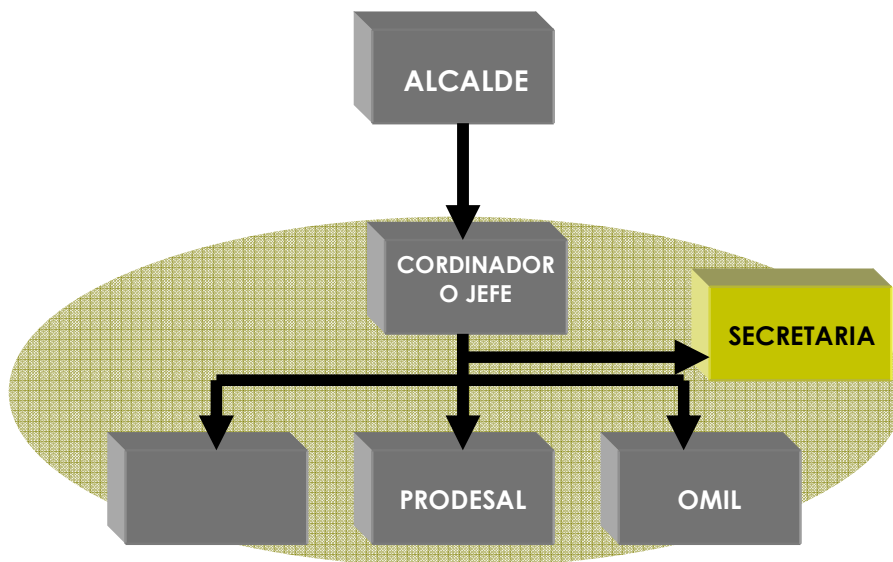 ALCALDE
CORDINADOR
O JEFE
SECRETARIA
PRODESAL
OMIL